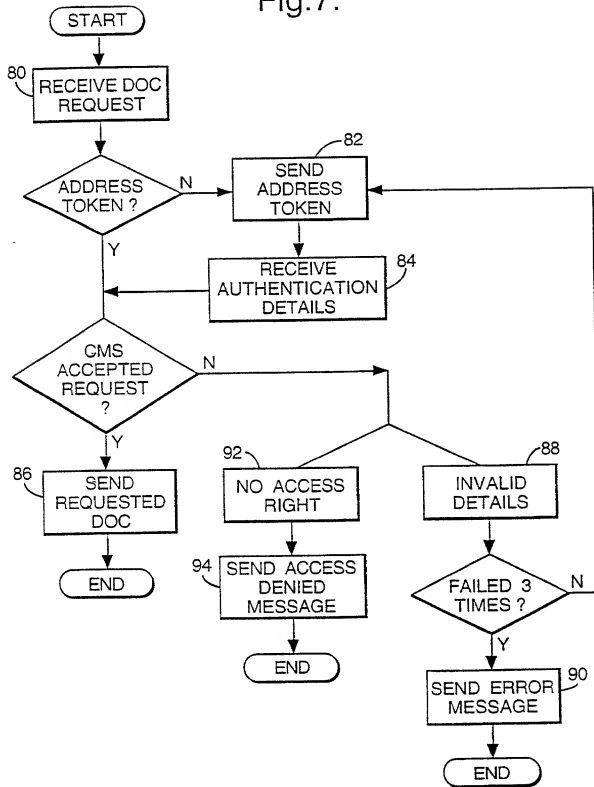 Fig.7.
START
80
RECEIVE DOC
REQUEST
ADDRESS
TOKEN ?
N
Y
82
SEND
ADDRESS
TOKEN
84
RECEIVE
AUTHENTICATION
DETAILS
GMS
ACCEPTED
REQUEST
?
N
Y
86
SEND
REQUESTED
DOC
END
92
NO ACCESS
RIGHT
94
SEND ACCESS
DENIED
MESSAGE
END
88
INVALID
DETAILS
FAILED 3
TIMES ?
N
Y
90
SEND ERROR
MESSAGE
END